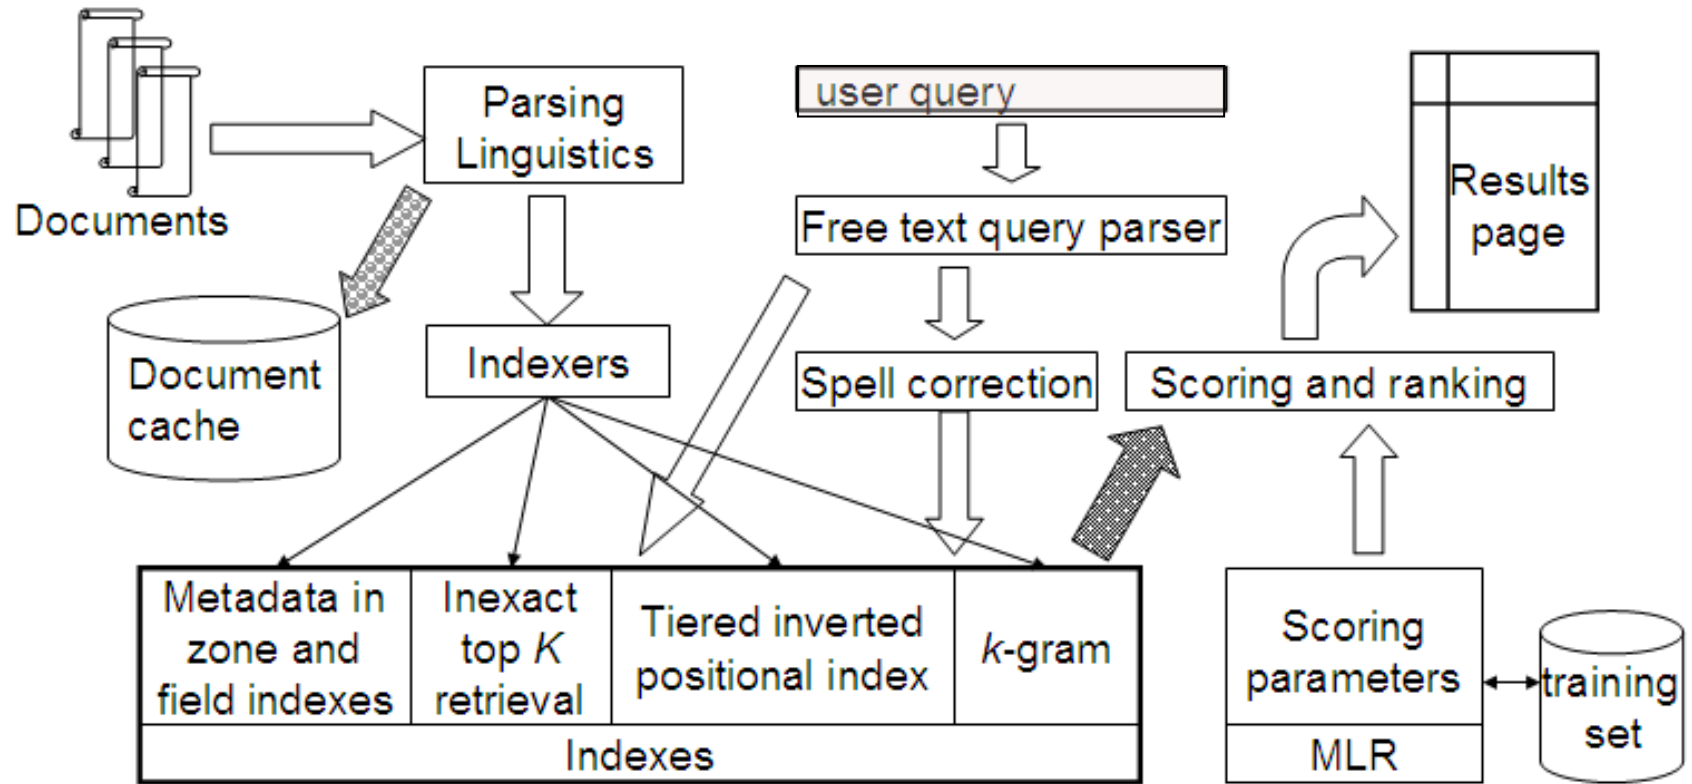 Documents
Parsing
Linguistics
user query
Free text query parser
Results
page
Document
cache
Indexers
Spell correction
Scoring and ranking
Metadata in
zone and
field indexes
Inexact
top K
retrieval
Tiered inverted
positional index
k-gram
Indexes
Scoring
parameters
MLR
training
set